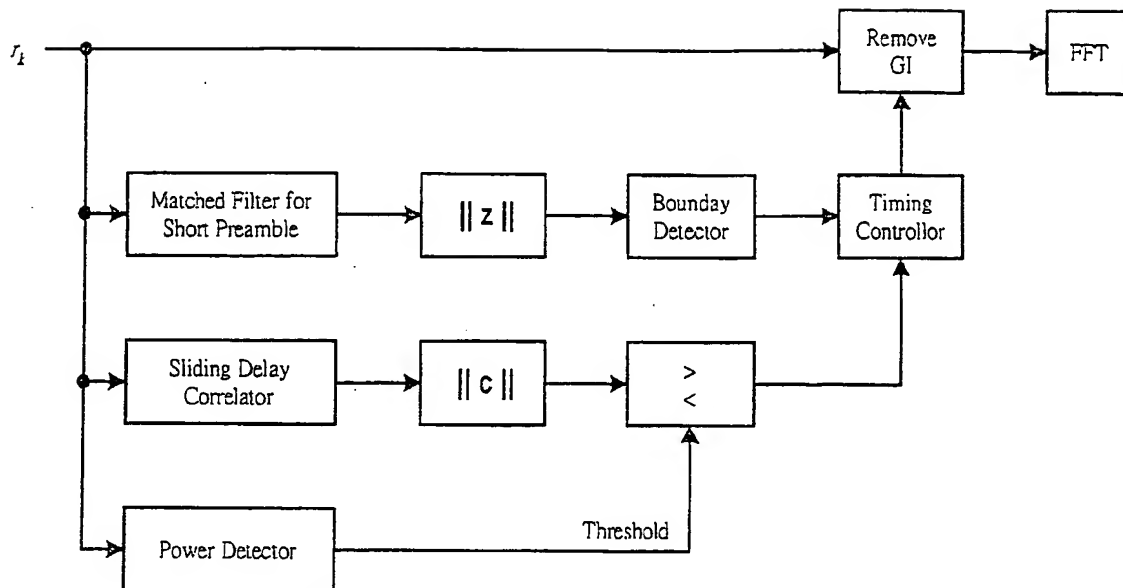 r_k
Remove
GI
FFT
Matched Filter for
Short Preamble
|| z ||
Bounday
Detector
Timing
Controllor
Sliding Delay
Correlator
|| c ||
>
<
Threshold
Power Detector